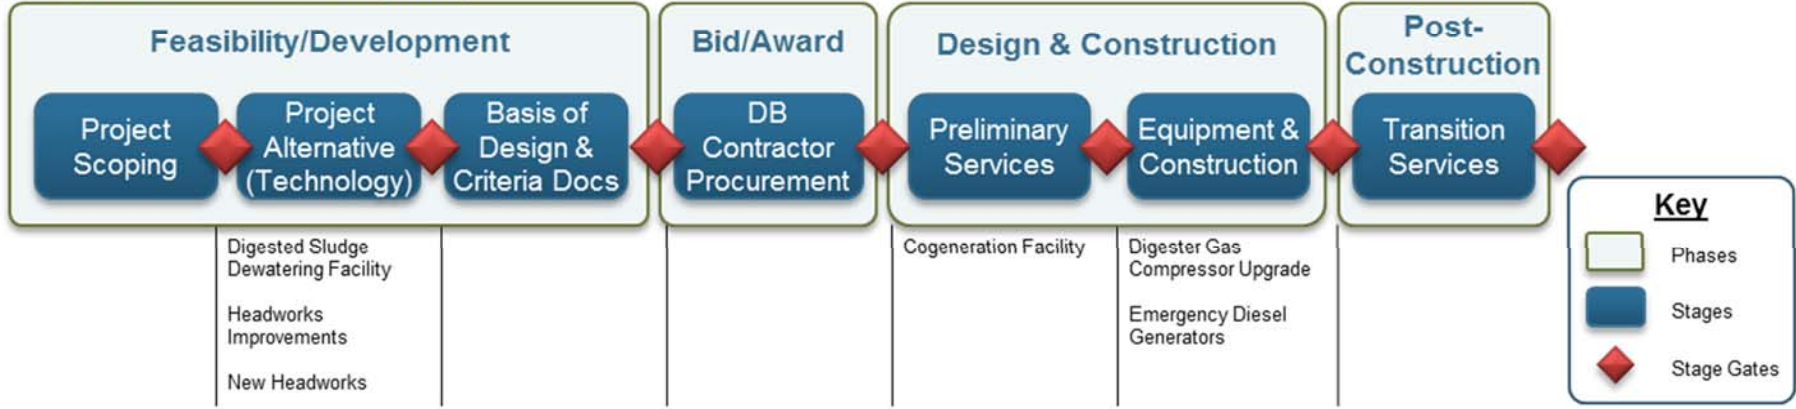 Feasibility/Development
Project
Scoping
Project
Alternative
(Technology)
Basis of
Design &
Criteria Docs
Bid/Award
DB
Contractor
Procurement
Design & Construction
Preliminary
Services
Equipment &
Construction
Post-
Construction
Transition
Services
Digested Sludge
Dewatering Facility
Headworks
Improvements
New Headworks
Cogeneration Facility
Digester Gas
Compressor Upgrade
Emergency Diesel
Generators
Key
Phases
Stages
Stage Gates